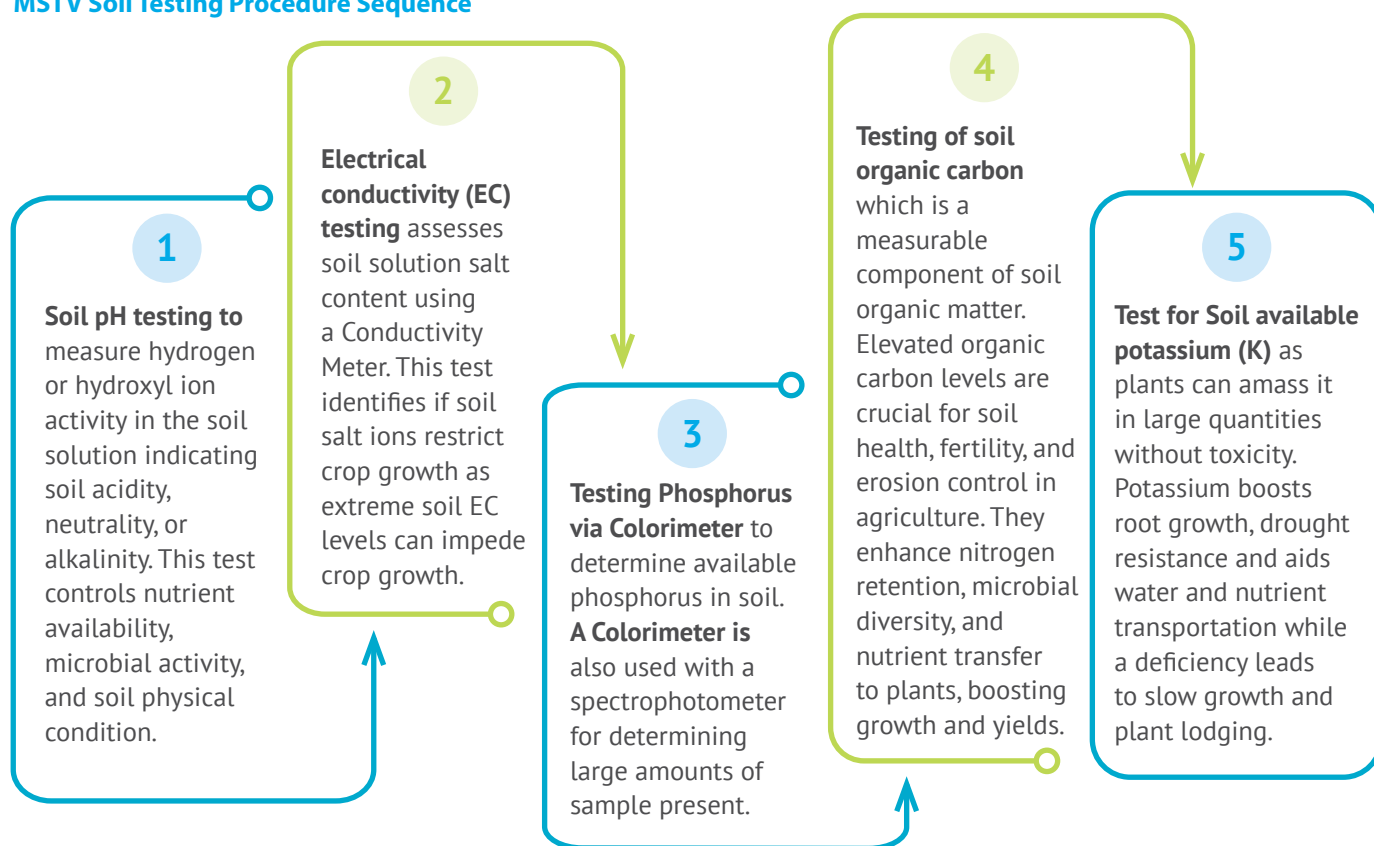 MSTV Soil Testing Procedure Sequence
1
Soil pH testing to
measure hydrogen
or hydroxyl ion
activity in the soil
solution indicating
soil acidity,
neutrality, or
alkalinity. This test
controls nutrient
availability,
microbial activity,
and soil physical
condition.
2
Electrical
conductivity (EC)
testing assesses
soil solution salt
content using
a Conductivity
Meter. This test
identifies if soil
salt ions restrict
crop growth as
extreme soil EC
levels can impede
crop growth.
3
Testing Phosphorus
via Colorimeter to
determine available
phosphorus in soil.
A Colorimeter is
also used with a
spectrophotometer
for determining
large amounts of
sample present.
4
Testing of soil
organic carbon
which is a
measurable
component of soil
organic matter.
Elevated organic
carbon levels are
crucial for soil
health, fertility, and
erosion control in
agriculture. They
enhance nitrogen
retention, microbial
diversity, and
nutrient transfer
to plants, boosting
growth and yields.
5
Test for Soil available
potassium (K) as
plants can amass it
in large quantities
without toxicity.
Potassium boosts
root growth, drought
resistance and aids
water and nutrient
transportation while
a deficiency leads
to slow growth and
plant lodging.